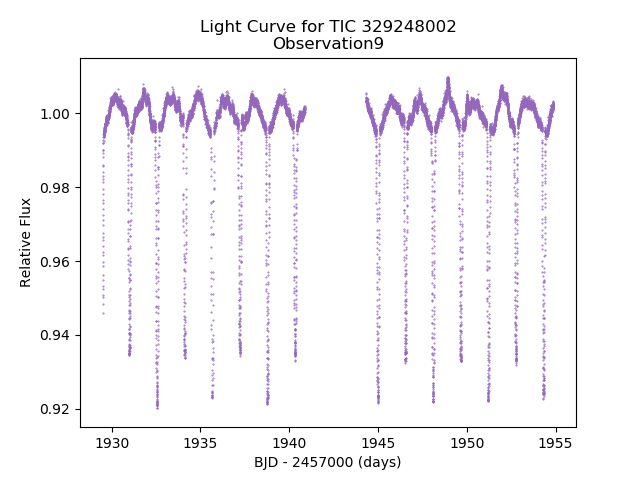 Light Curve for TIC 329248002
Observation9
1.00
0.98
0.96
0.94
0.92
Relative Flux
1930
1935
1940
1945
1950
1955
BJD - 2457000 (days)